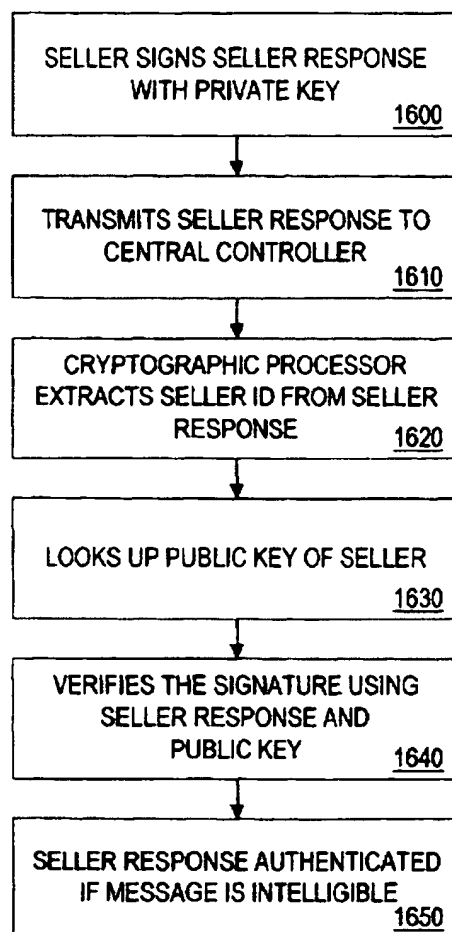 SELLER SIGNS SELLER RESPONSE
WITH PRIVATE KEY
1600
TRANSMITS SELLER RESPONSE TO
CENTRAL CONTROLLER
1610
CRYPTOGRAPHIC PROCESSOR
EXTRACTS SELLER ID FROM SELLER
RESPONSE
1620
LOOKS UP PUBLIC KEY OF SELLER
1630
VERIFIES THE SIGNATURE USING
SELLER RESPONSE AND
PUBLIC KEY
1640
SELLER RESPONSE AUTHENTICATED
IF MESSAGE IS INTELLIGIBLE
1650